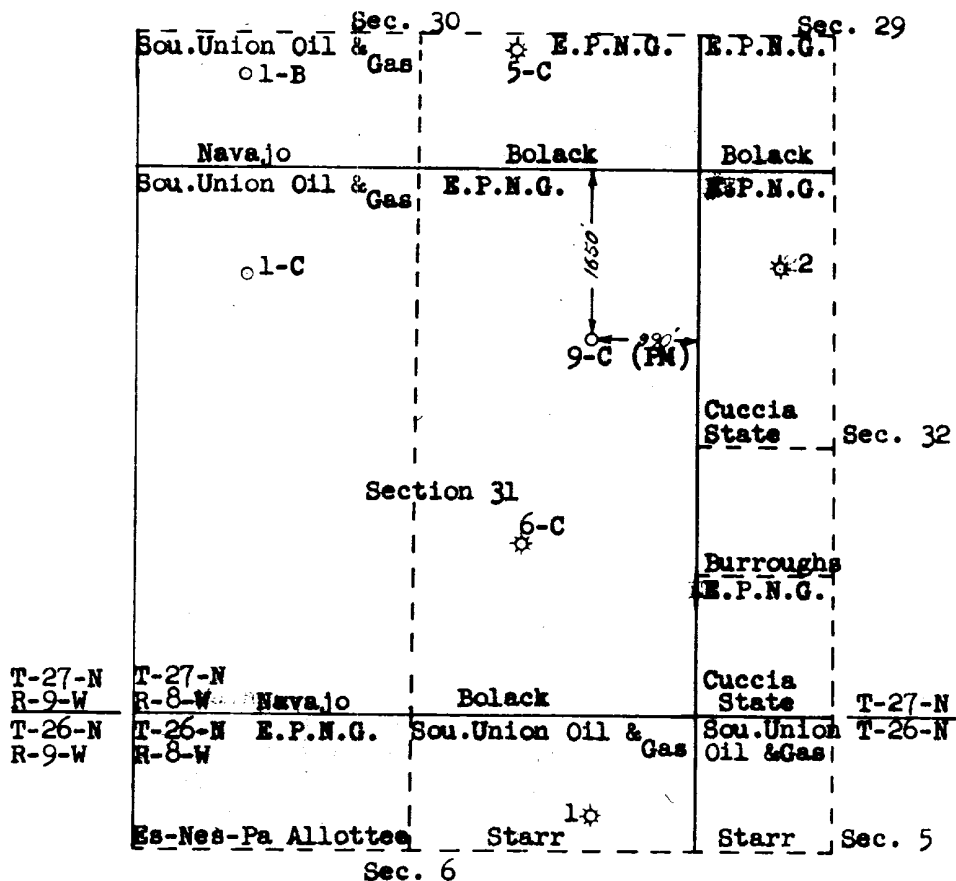 Sec. 30
Sec. 29
Sou.Union Oil & Gas
E.P.N.G.
E.P.N.G.
1-B
5-C
Navajo
Bolack
Bolack
Sou.Union Oil & Gas
E.P.N.G.
E.P.N.G.
1-C
1650'
2
9-C (PM)
Cuccia
State
Sec. 32
Section 31
6-C
Burroughs
E.P.N.G.
T-27-N
R-9-W
T-27-N
R-8-W
Navajo
Bolack
Cuccia
State
T-27-N
T-26-N
R-9-W
T-26-N
R-8-W
E.P.N.G.
Sou.Union Oil & Gas
Sou.Union
Oil &Gas
T-26-N
1
Es-Nes-Pa Allottee
Starr
Starr
Sec. 5
Sec. 6